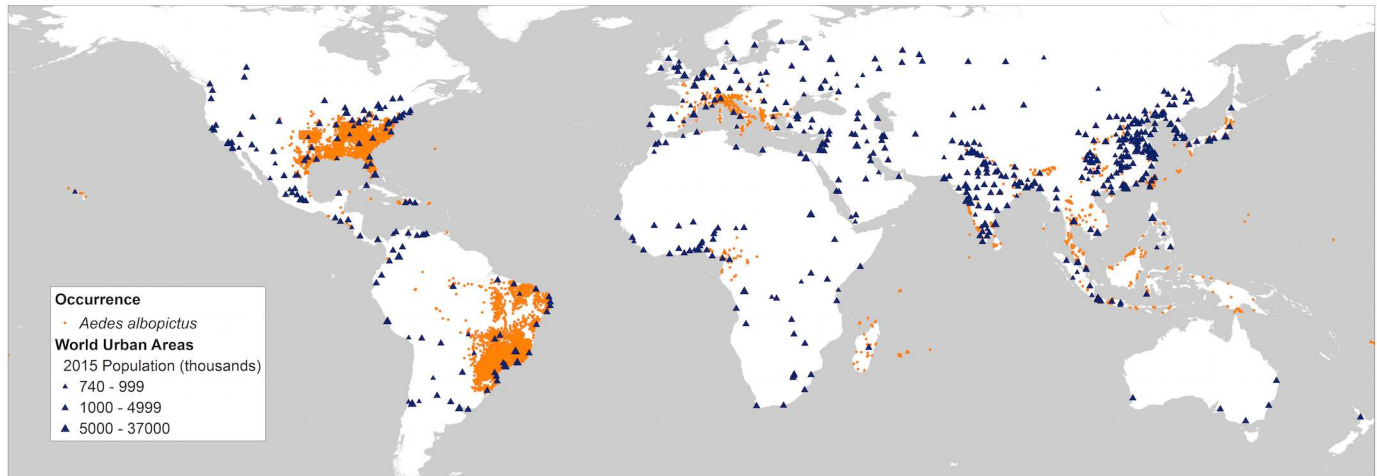 Occurrence
Aedes albopictus
World Urban Areas
2015 Population (thousands)
740 - 999
1000 - 4999
5000 - 37000